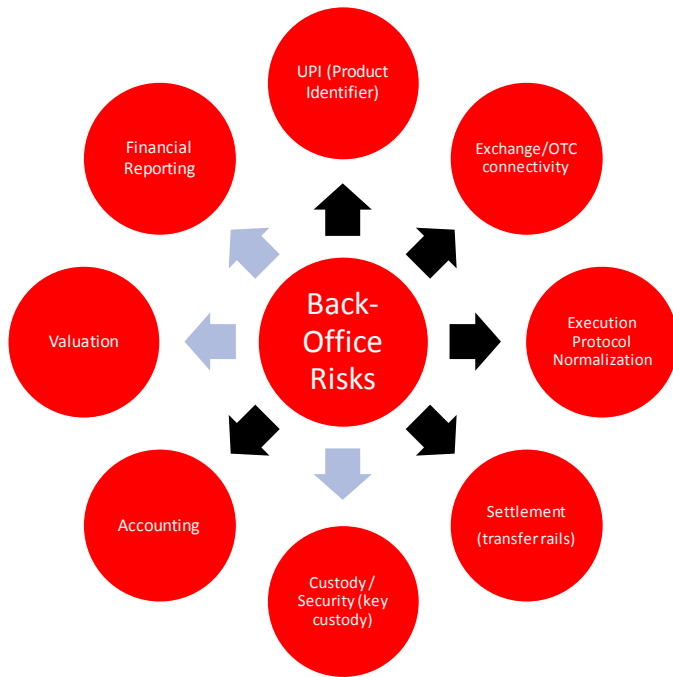 UPI (Product
Identifier)
Financial
Reporting
Exchange/OTC
connectivity
Back-
Office
Risks
Valuation
Execution
Protocol
Normalization
Accounting
Settlement
(transfer rails)
Custody /
Security (key
custody)